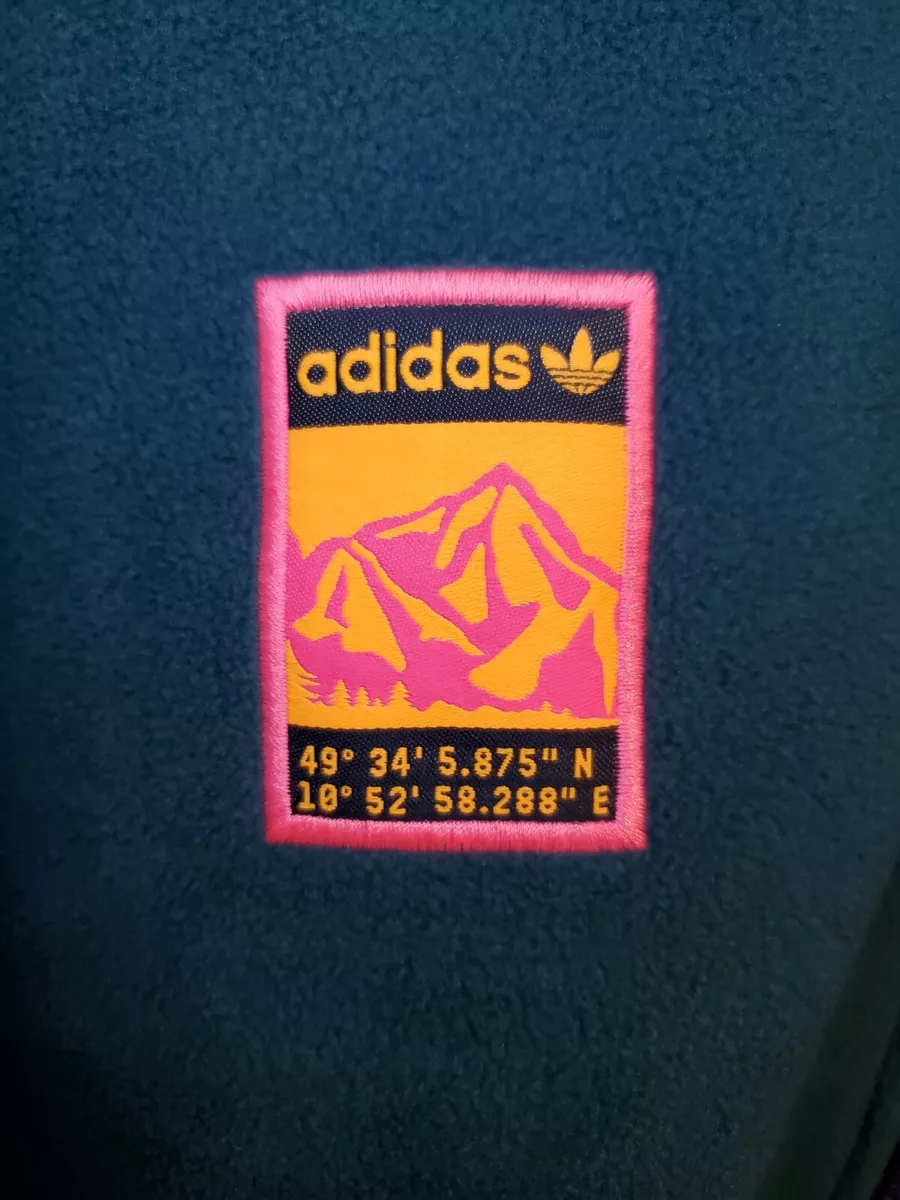 adidas
49° 34' 5.875" N
10° 52' 58.288" E